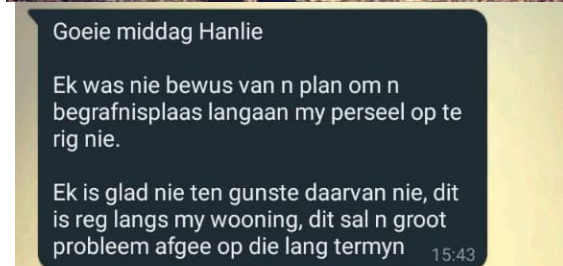 Goeie middag Hanlie
Ek was nie bewus van n plan om n
begrafnisplaas langaan my perseel op te
rig nie.
Ek is glad nie ten gunste daarvan nie, dit
is reg langs my wooning, dit sal n groot
probleem afgee op die lang termyn
15:43